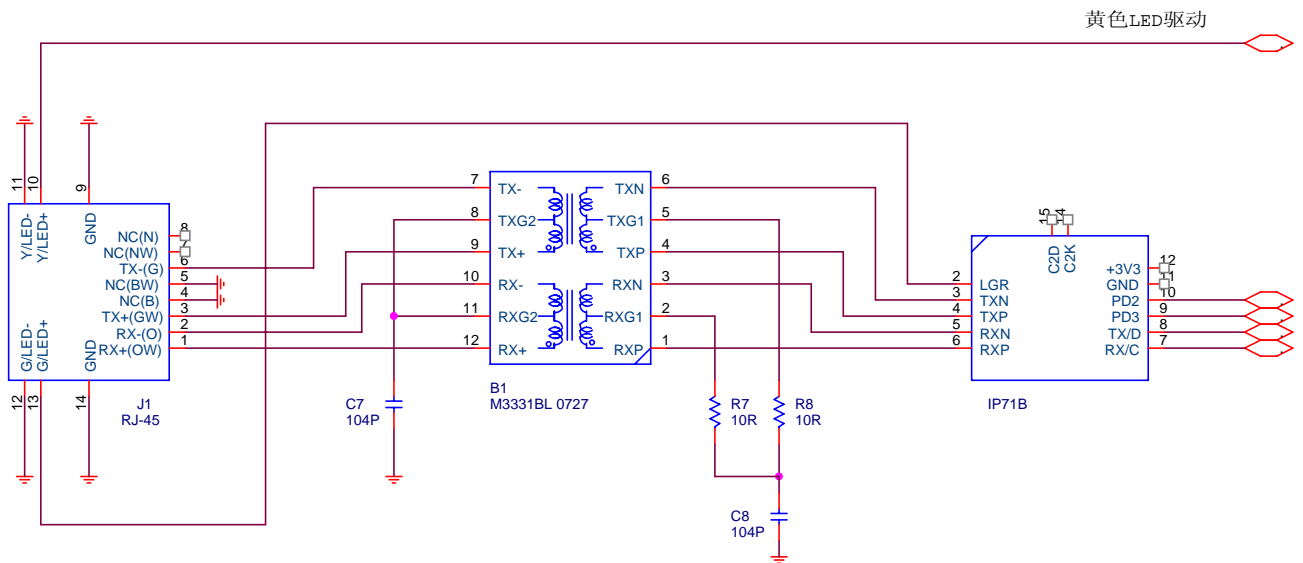 黄色LED驱动
11
10
9
Y/LED-
Y/LED+
GND
NC(N)
NC(NW)
TX-(G)
NC(BW)
NC(B)
TX+(GW)
RX-(O)
RX+(OW)
8
7
6
5
4
3
2
1
G/LED-
G/LED+
GND
12
13
14
J1
RJ-45
7
8
9
10
11
12
TX-
TXG2
TX+
RX-
RXG2
RX+
TXN
TXG1
TXP
RXN
RXG1
RXP
6
5
4
3
2
1
B1
M3331BL 0727
C7
104P
R7
10R
R8
10R
C8
104P
15
14
C2D
C2K
2
3
4
5
6
LGR
TXN
TXP
RXN
RXP
+3V3
GND
PD2
PD3
TX/D
RX/C
12
11
10
9
8
7
IP71B